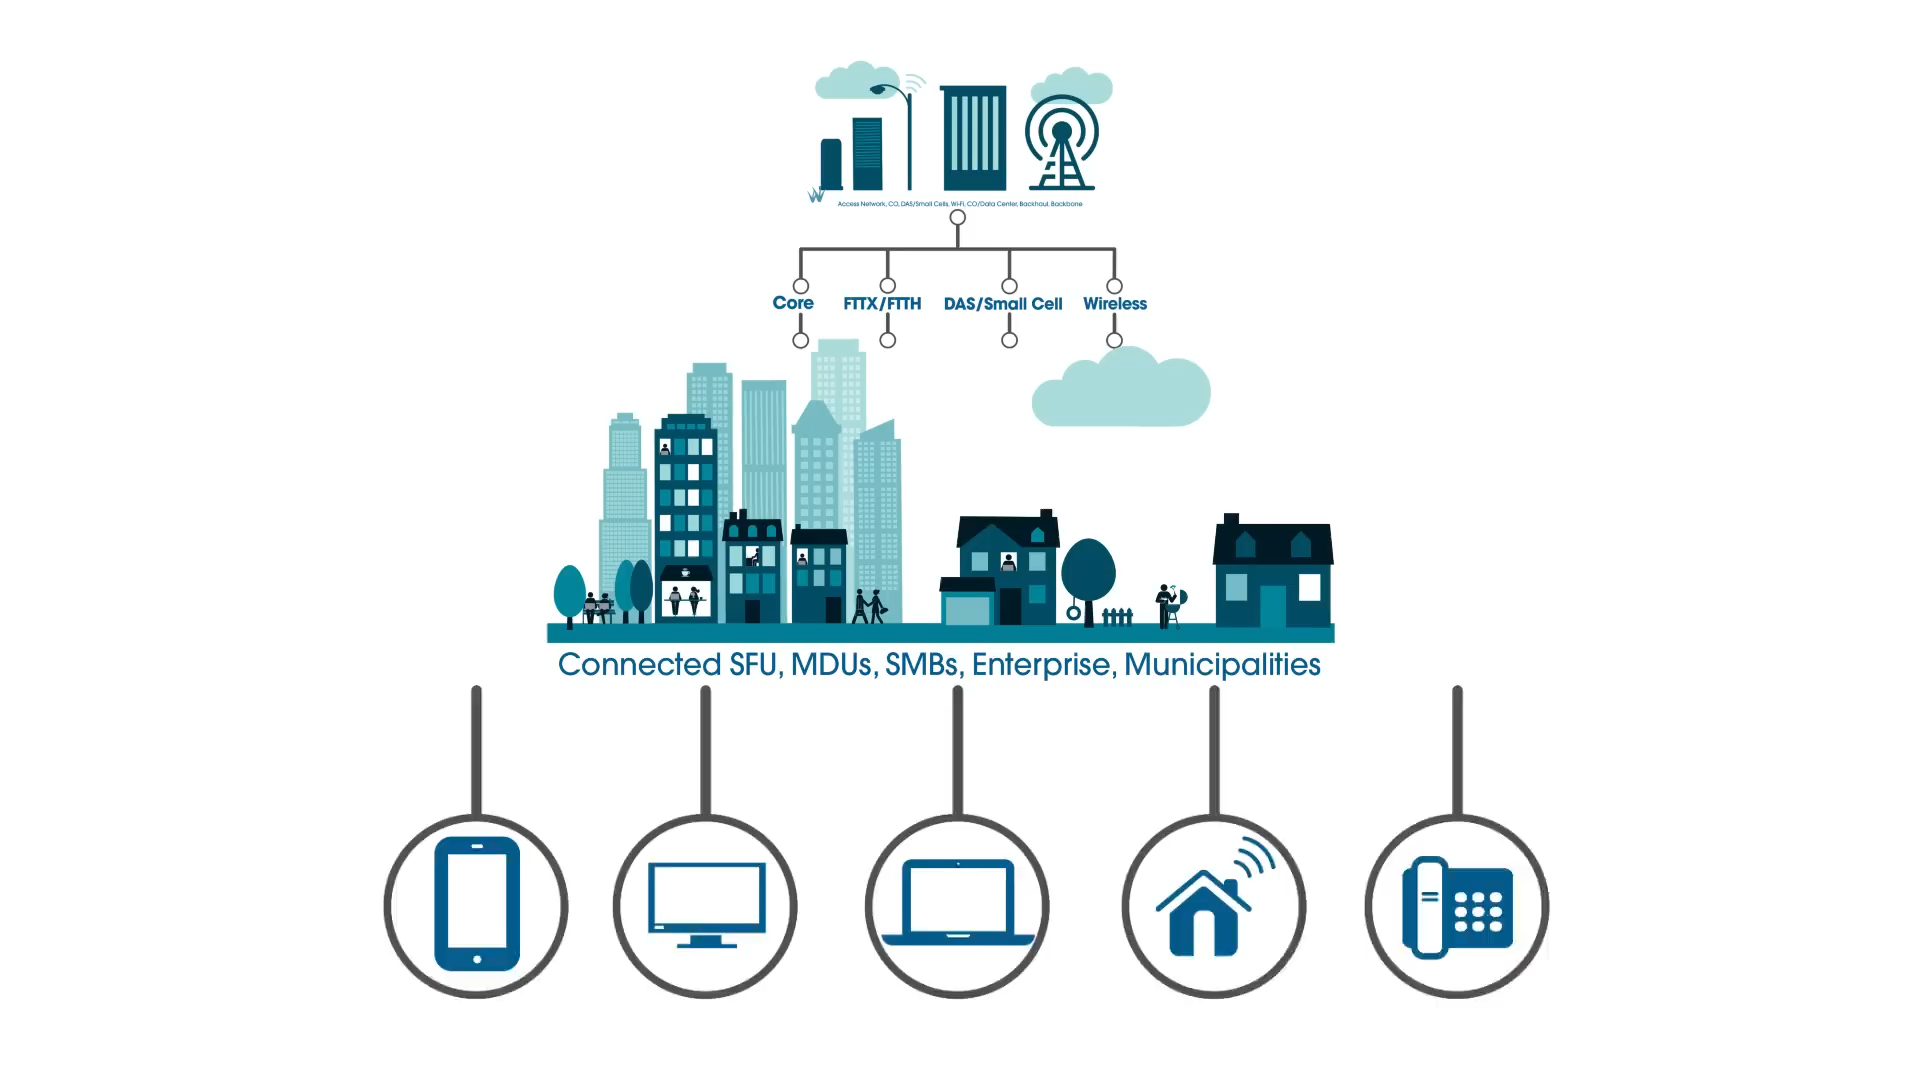 Access Network, CO, DAS/Small Cells, Wi-Fi, CO/Data Center, Backhaul, Backbone
Core FTTX/FTTH DAS/Small Cell Wireless
Connected SFU, MDUs, SMBs, Enterprise, Municipalities